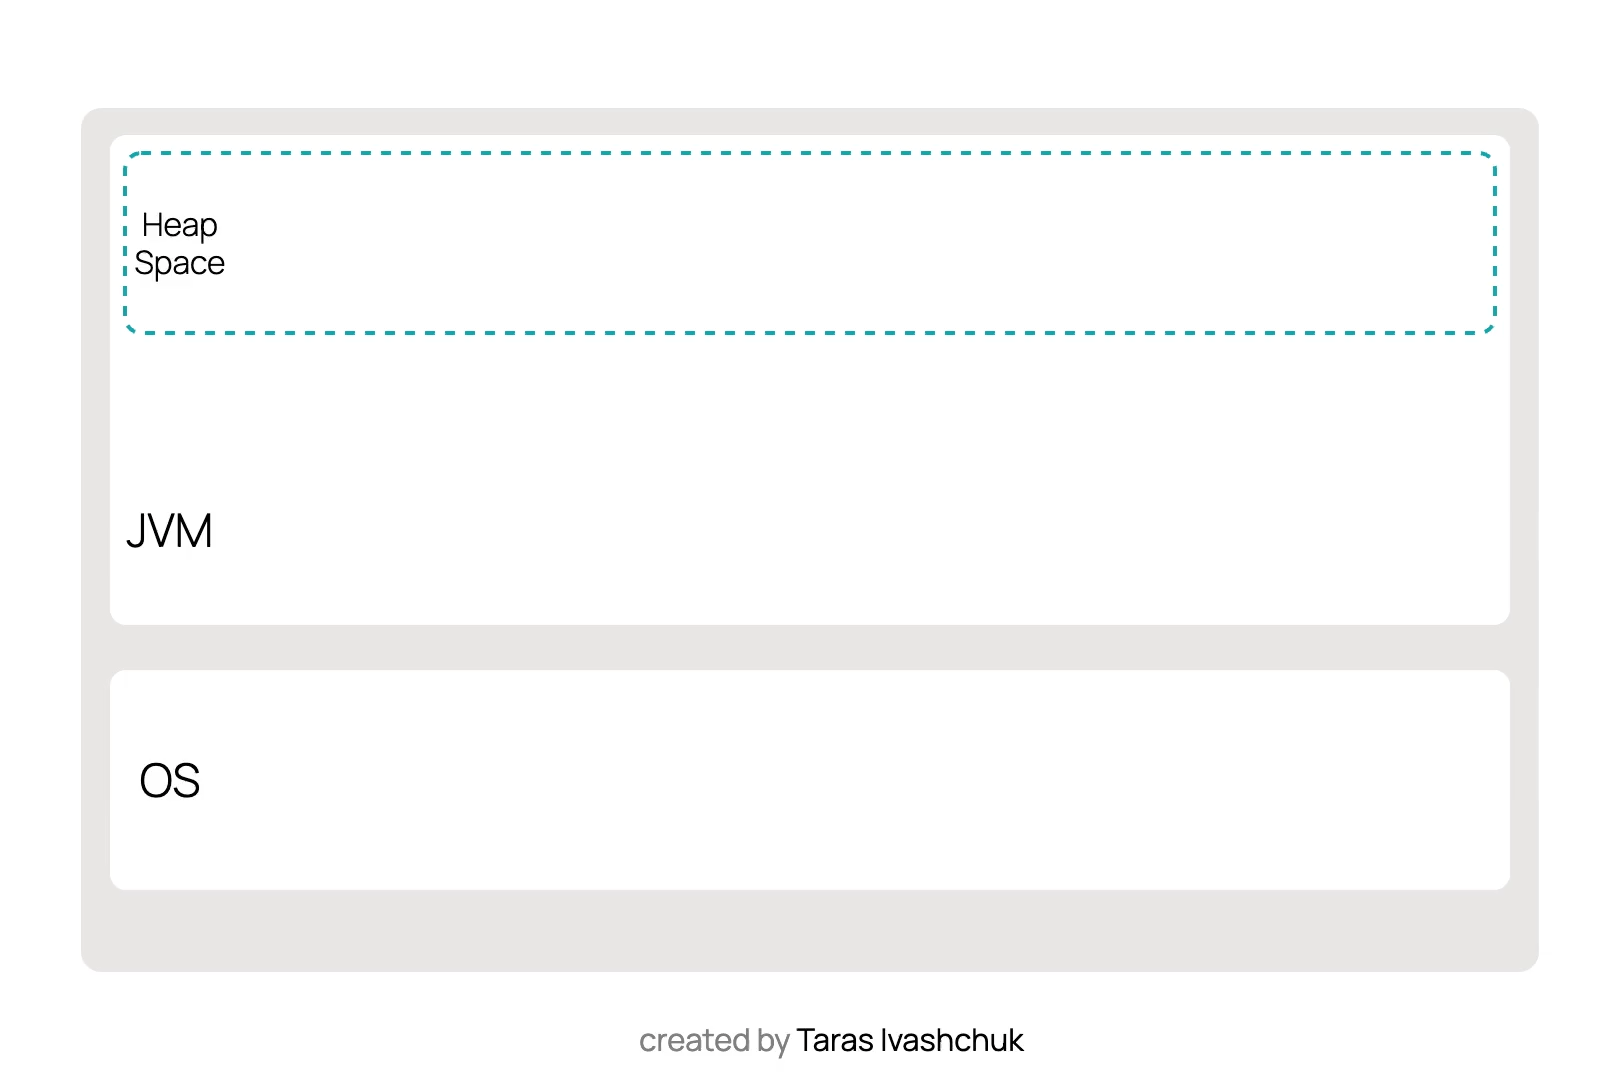 Heap
Space
JVM
OS
created by Taras Ivashchuk